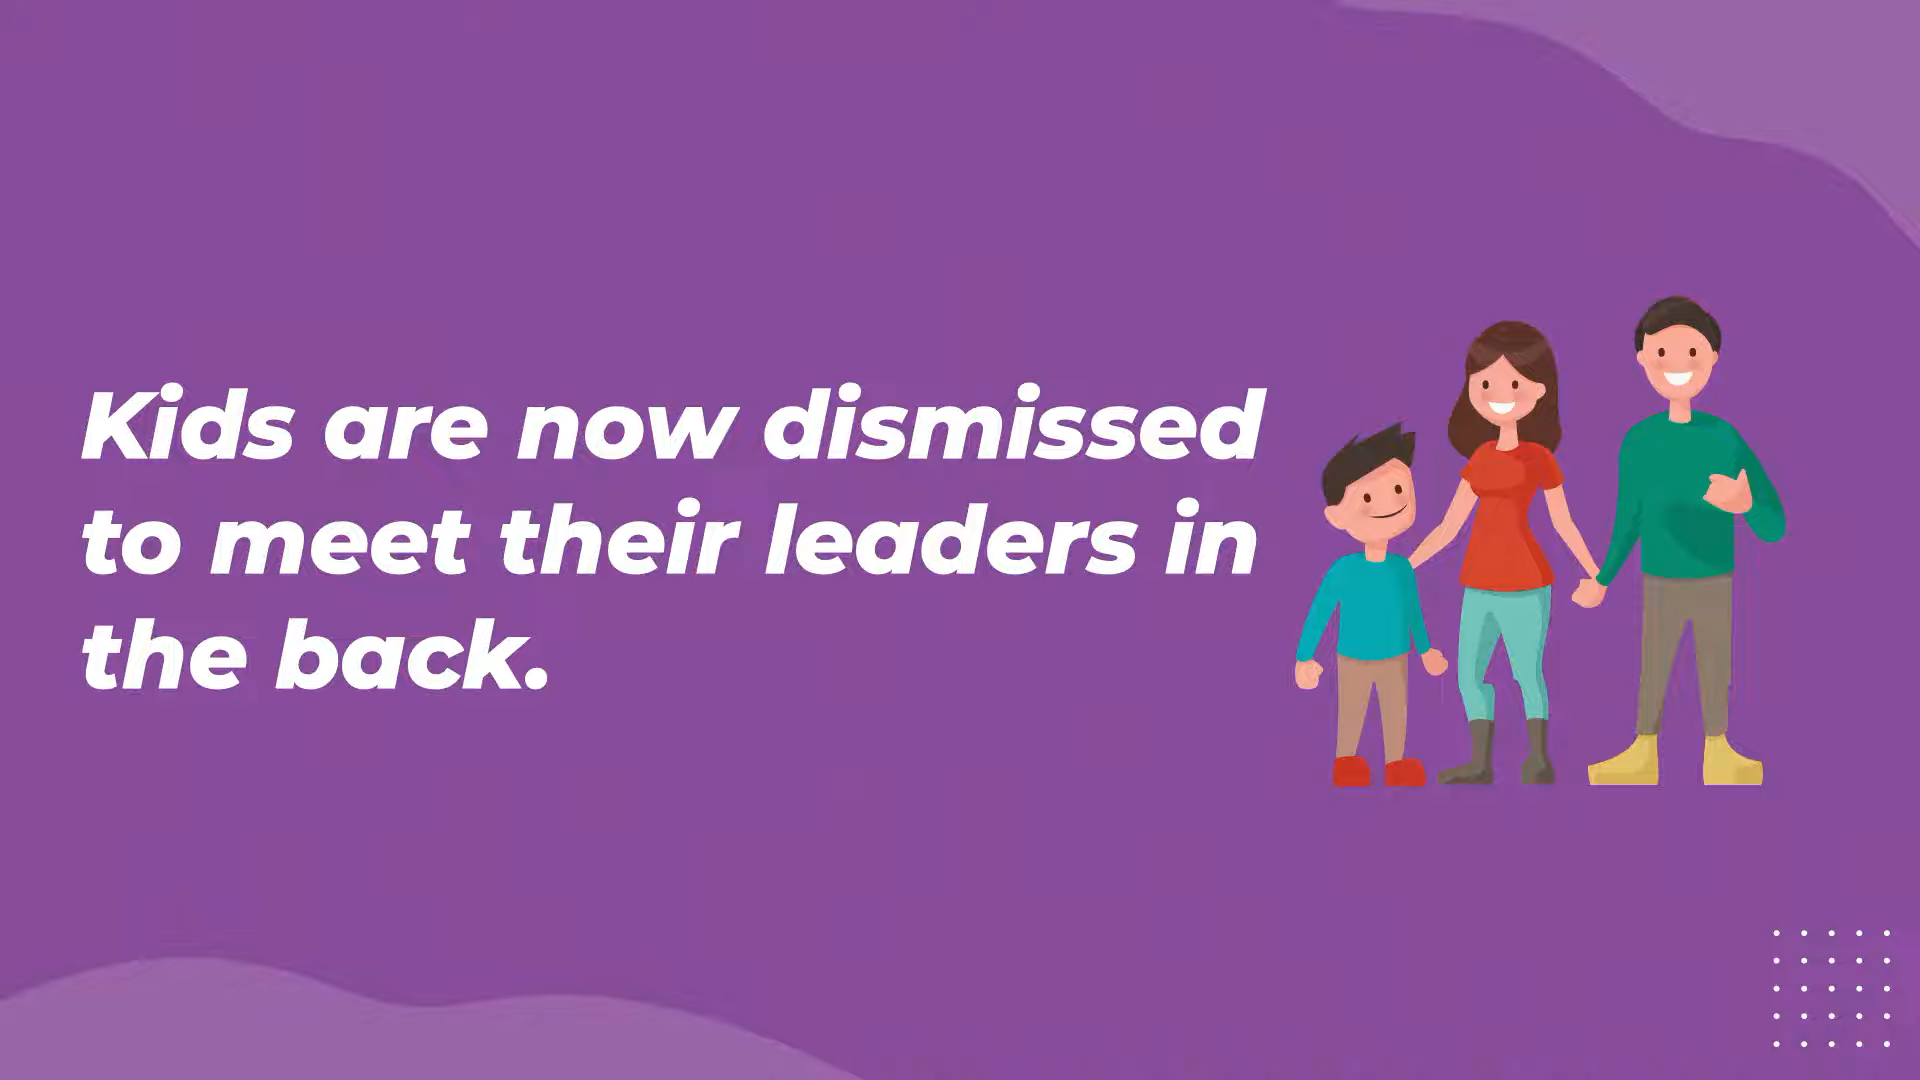 Kids are now dismissed
to meet their leaders in
the back.